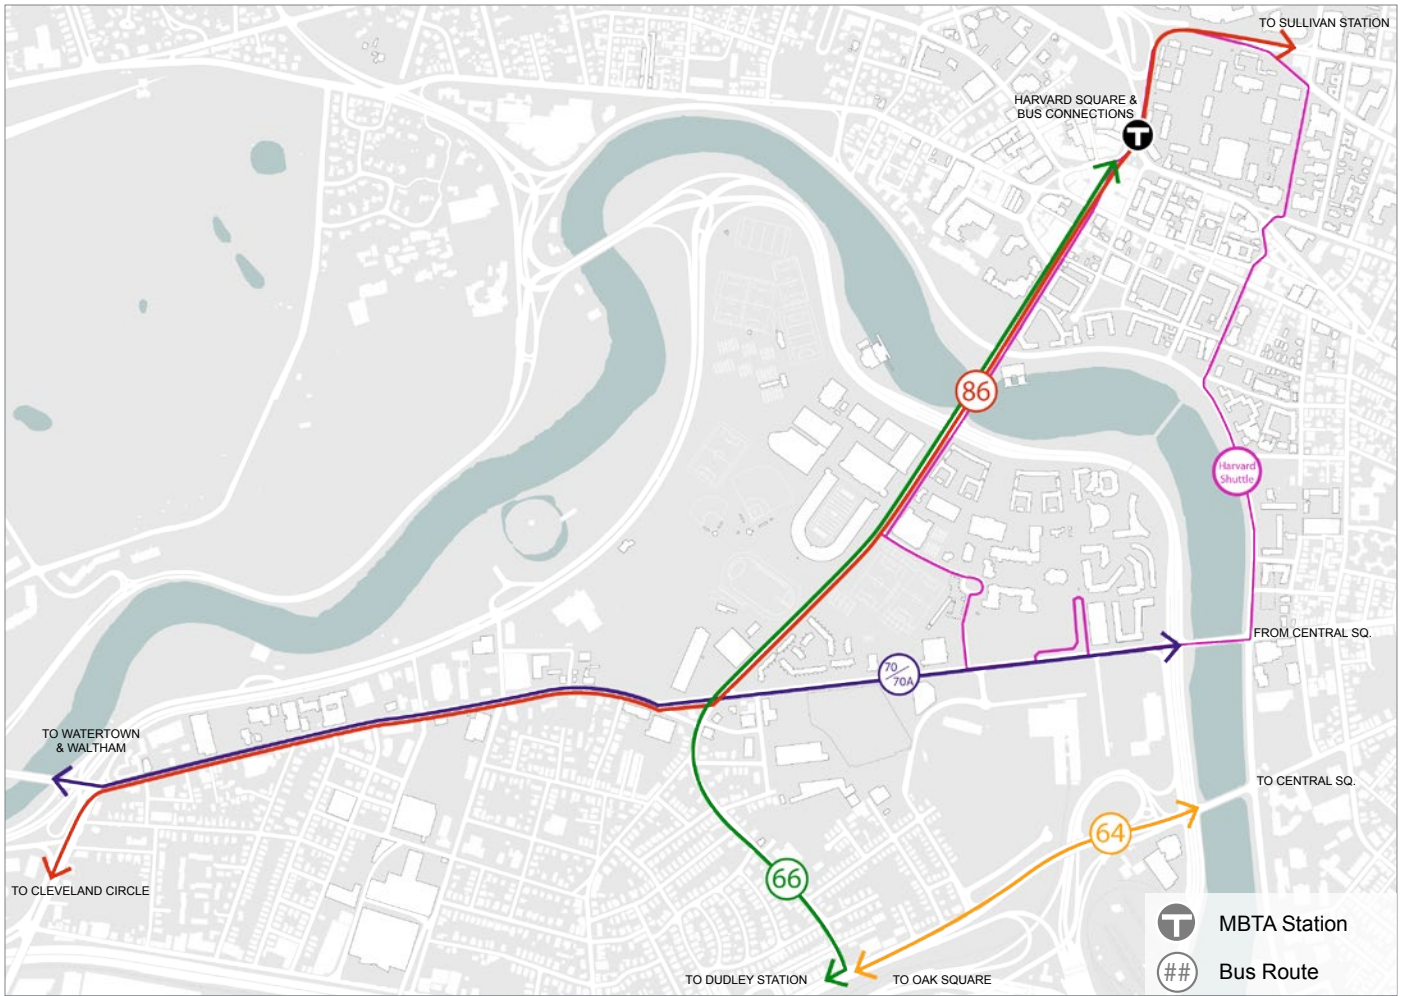 TO SULLIVAN STATION
HARVARD SQUARE &
BUS CONNECTIONS
T
86
Harvard
Shuttle
FROM CENTRAL SQ.
70
70A
TO WATERTOWN
& WALTHAM
TO CENTRAL SQ.
64
66
TO CLEVELAND CIRCLE
TO DUDLEY STATION
TO OAK SQUARE
T
MBTA Station
##
Bus Route